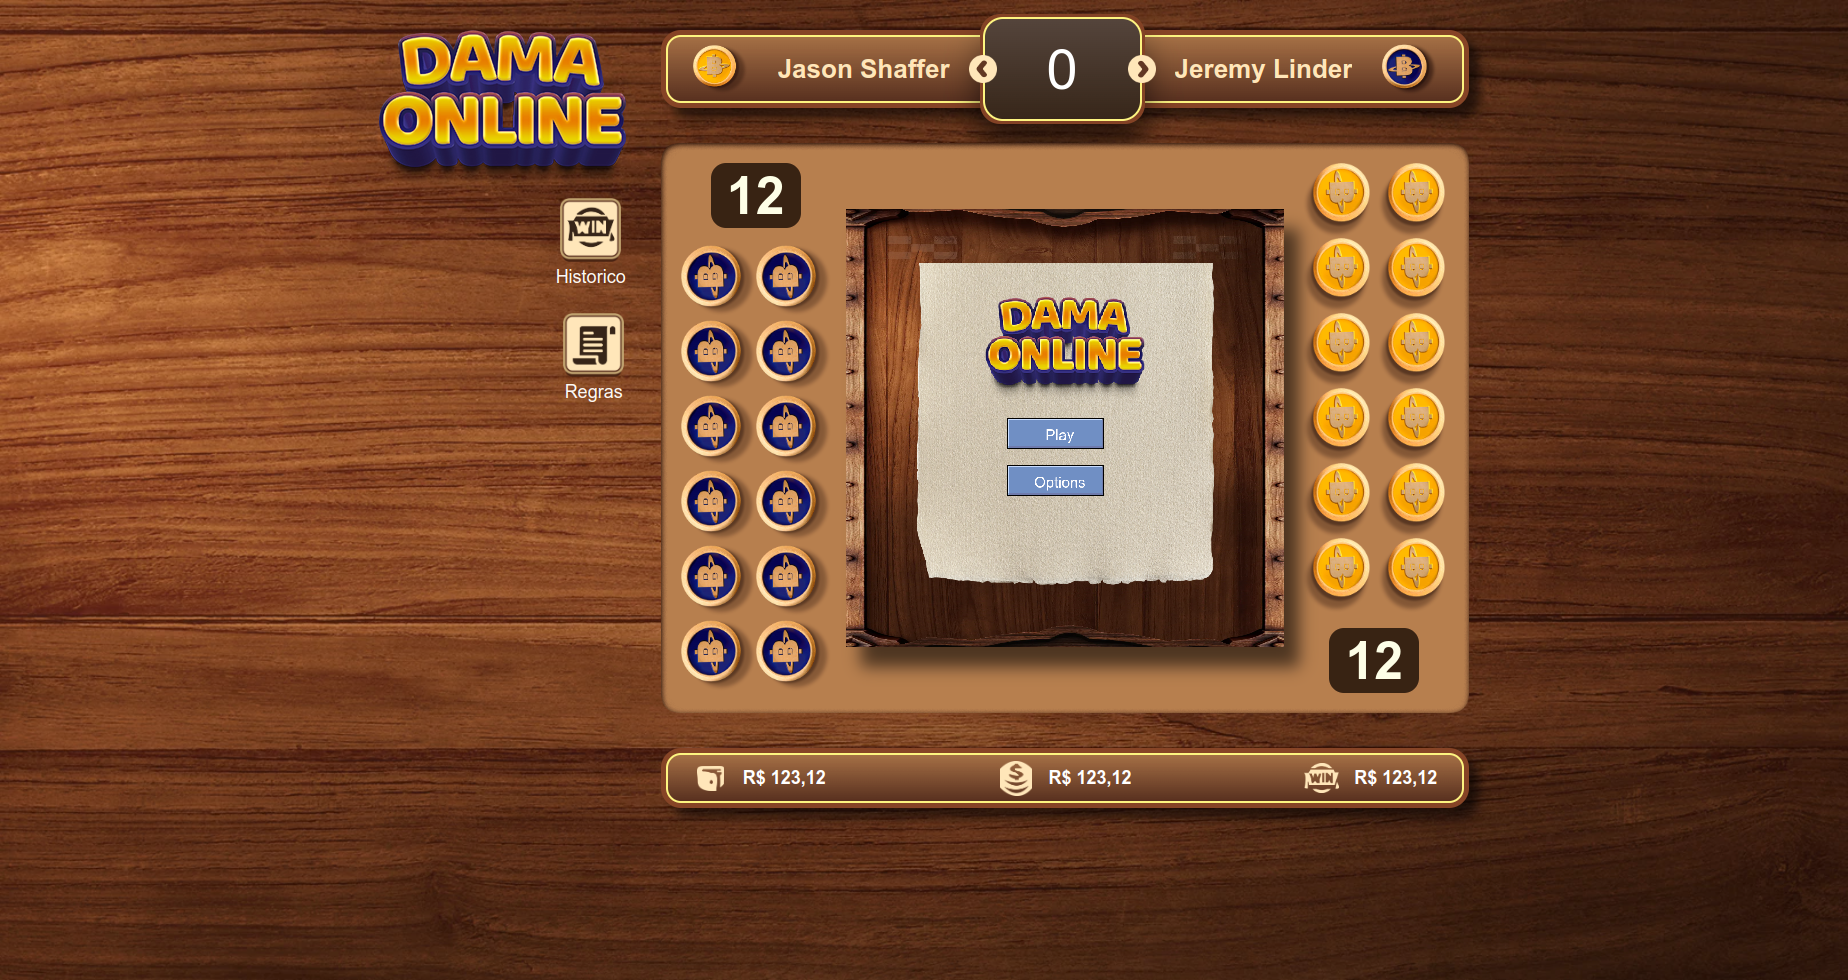 DAMA
ONLINE
Jason Shaffer
0
Jeremy Linder
12
WIN
Historico
Regras
DAMA
ONLINE
Play
Options
12
R$ 123,12
R$ 123,12
WIN
R$ 123,12